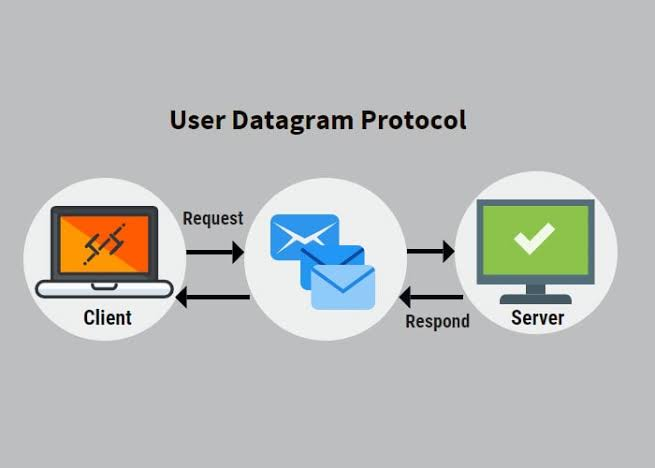 User Datagram Protocol
Request
Client
Respond
Server